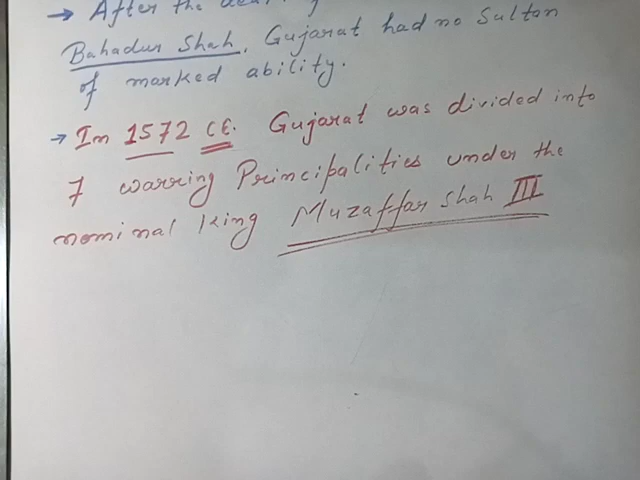 → After the
Bahadur Shah, Gujarat had no Sultan
of marked ability.
→ In 1572 CE. Gujarat was divided into
7 warring Principalities under the
nominal King Muzaffar Shah III